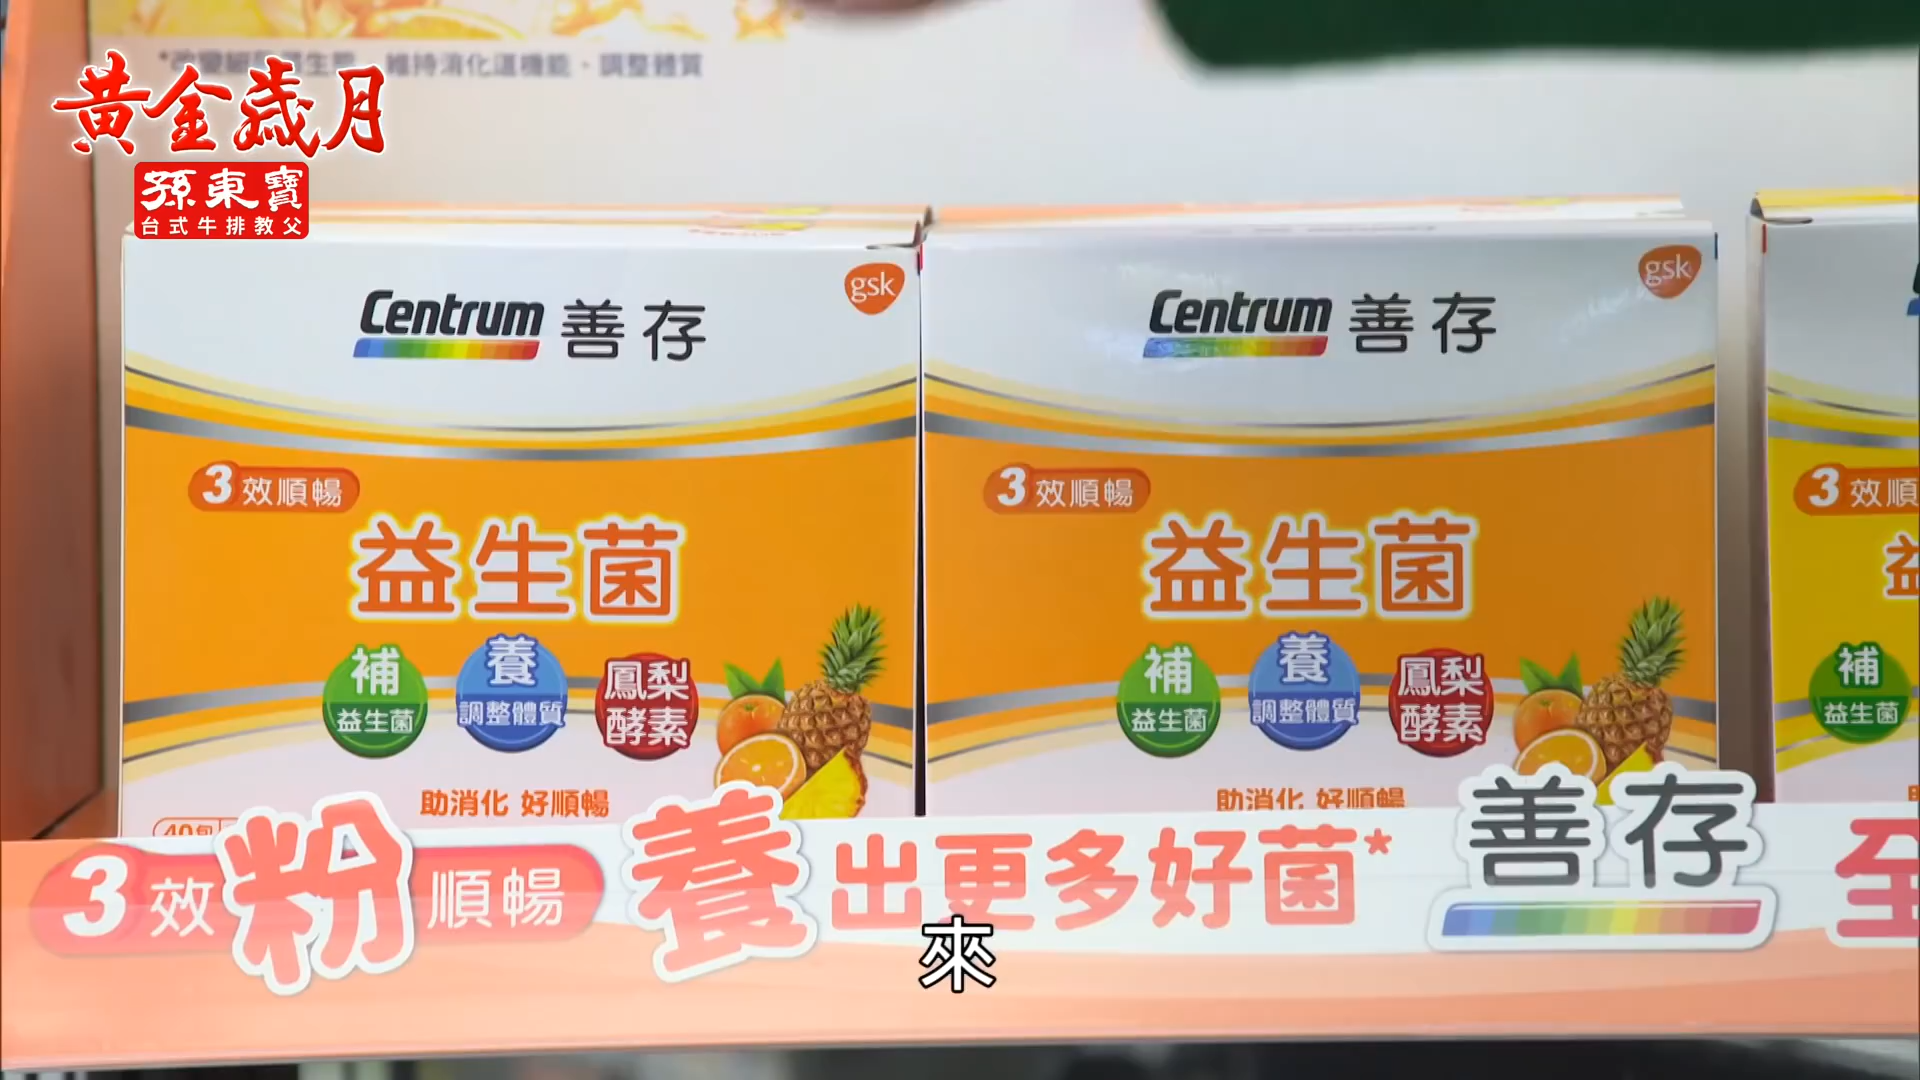 維持消化道機能、調整體質
黃金歲月
孫東寶
台式牛排教父
Centrum 善存
gsk
3效順暢
益生菌
補
益生菌
養
調整體質
鳳梨
酵素
助消化 好順暢
40包
Centrum 善存
gsk
3效順暢
益生菌
補
益生菌
養
調整體質
鳳梨
酵素
助消化 好順暢
3效順
益
補
益生菌
3效粉順暢 養出更多好菌* 善存 全
來